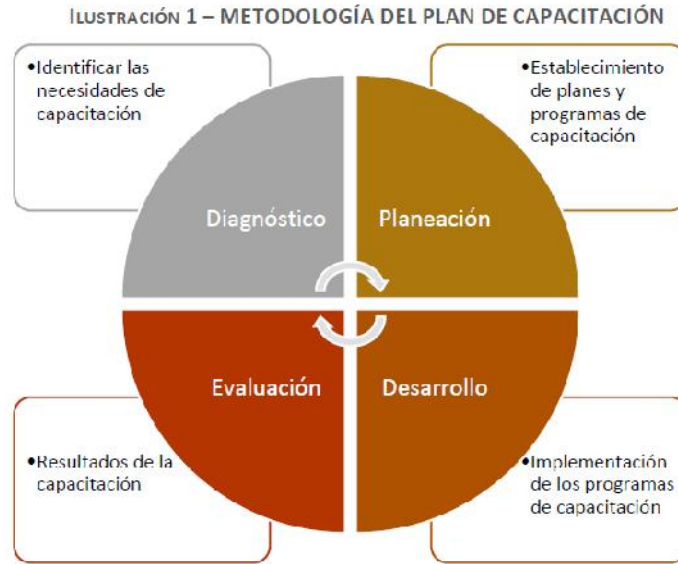 ILUSTRACIÓN 1 – METODOLOGÍA DEL PLAN DE CAPACITACIÓN
•Identificar las
necesidades de
capacitación
•Establecimiento
de planes y
programas de
capacitación
Diagnóstico
Planeación
Evaluación
Desarrollo
•Resultados de la
capacitación
•Implementación
de los programas
de capacitación